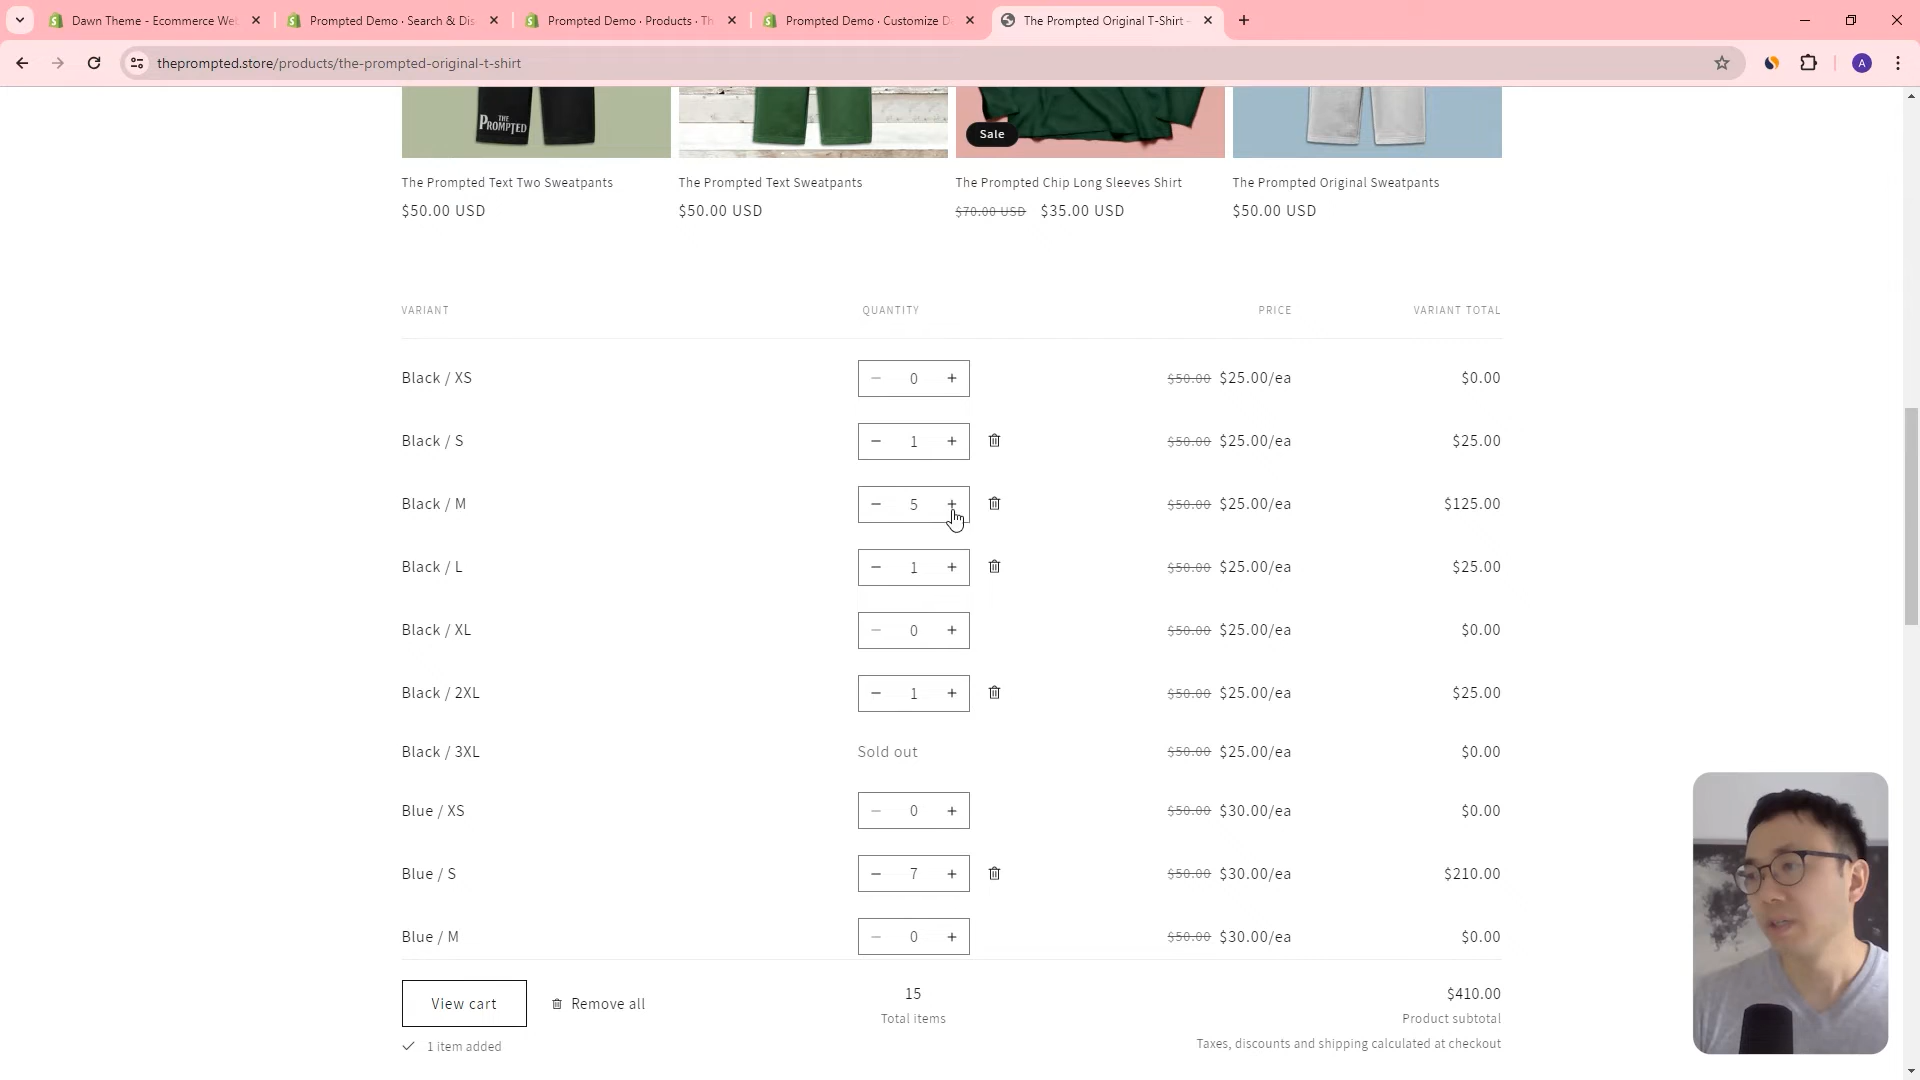 Dawn Theme - Ecommerce We
Prompted Demo · Search & Dis
Prompted Demo · Products · Th
Prompted Demo · Customize D
The Prompted Original T-Shirt -
theprompted.store/products/the-prompted-original-t-shirt
A
THE
PROMPTED
Sale
The Prompted Text Two Sweatpants
The Prompted Text Sweatpants
The Prompted Chip Long Sleeves Shirt
The Prompted Original Sweatpants
$50.00 USD
$50.00 USD
$70.00 USD $35.00 USD
$50.00 USD
VARIANT QUANTITY PRICE VARIANT TOTAL
Black / XS − 0 + $50.00 $25.00/ea $0.00
Black / S − 1 + $50.00 $25.00/ea $25.00
Black / M − 5 + $50.00 $25.00/ea $125.00
Black / L − 1 + $50.00 $25.00/ea $25.00
Black / XL − 0 + $50.00 $25.00/ea $0.00
Black / 2XL − 1 + $50.00 $25.00/ea $25.00
Black / 3XL Sold out $50.00 $25.00/ea $0.00
Blue / XS − 0 + $50.00 $30.00/ea $0.00
Blue / S − 7 + $50.00 $30.00/ea $210.00
Blue / M − 0 + $50.00 $30.00/ea $0.00
View cart Remove all 15 $410.00
Total items Product subtotal
1 item added Taxes, discounts and shipping calculated at checkout